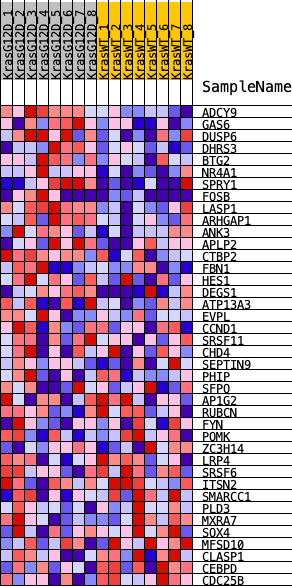 KrasG12D_1
KrasG12D_2
KrasG12D_3
KrasG12D_4
KrasG12D_5
KrasG12D_6
KrasG12D_7
KrasG12D_8
KrasWT_1
KrasWT_2
KrasWT_3
KrasWT_4
KrasWT_5
KrasWT_6
KrasWT_7
KrasWT_8
SampleName
ADCY9
GAS6
DUSP6
DHRS3
BTG2
NR4A1
SPRY1
FOSB
LASP1
ARHGAP1
ANK3
APLP2
CTBP2
FBN1
HES1
DEGS1
ATP13A3
EVPL
CCND1
SRSF11
CHD4
SEPTIN9
PHIP
SFPQ
AP1G2
RUBCN
FYN
POMK
ZC3H14
LRP4
SRSF6
ITSN2
SMARCC1
PLD3
MXRA7
SOX4
MFSD10
CLASP1
CEBPD
CDC25B